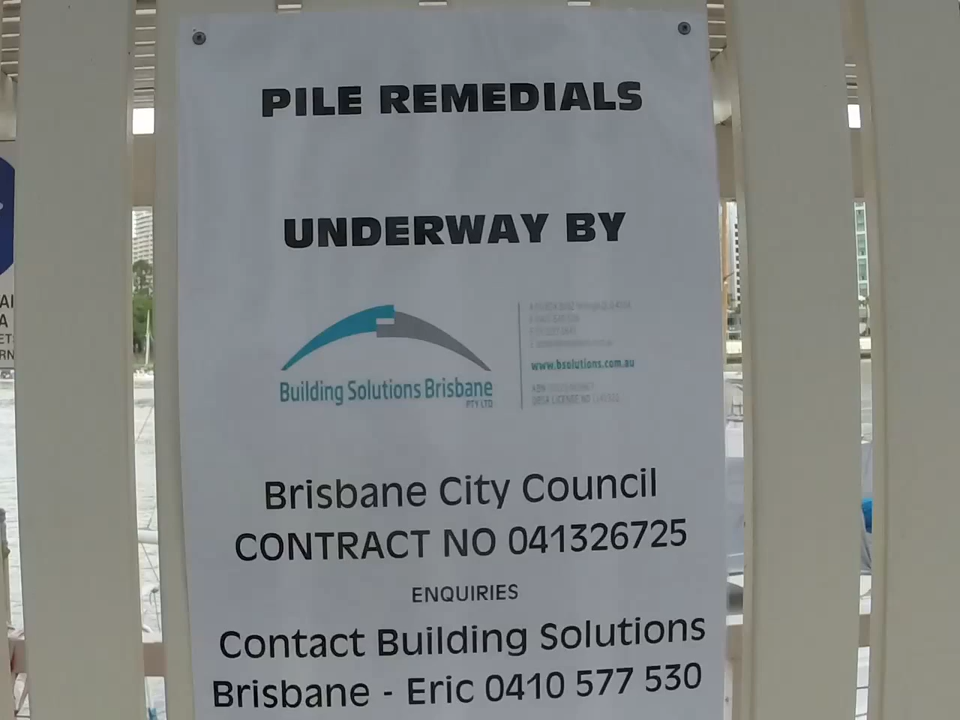 PILE REMEDIALS
UNDERWAY BY
Building Solutions Brisbane
PTY LTD
www.bsolutions.com.au
Brisbane City Council
CONTRACT NO 041326725
ENQUIRIES
Contact Building Solutions
Brisbane - Eric 0410 577 530